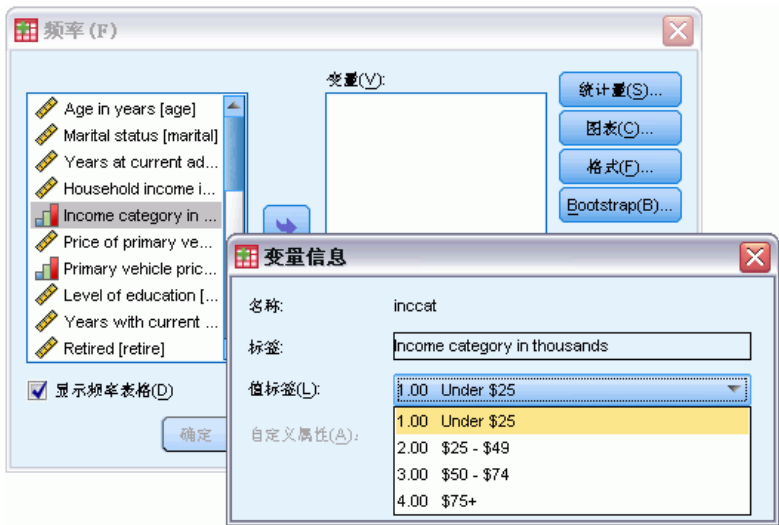 频率(F)
变量(V):
Age in years [age]
Marital status [marital]
Years at current ad...
Household income i...
Income category in ...
Price of primary ve...
Primary vehicle pric...
Level of education [...
Years with current ...
Retired [retire]
统计量(S)...
图表(C)...
格式(F)...
Bootstrap(B)...
显示频率表格(D)
确定
变量信息
名称:
inccat
标签:
Income category in thousands
值标签(L):
1.00 Under $25
自定义属性(A):
1.00 Under $25
2.00 $25 - $49
3.00 $50 - $74
4.00 $75+